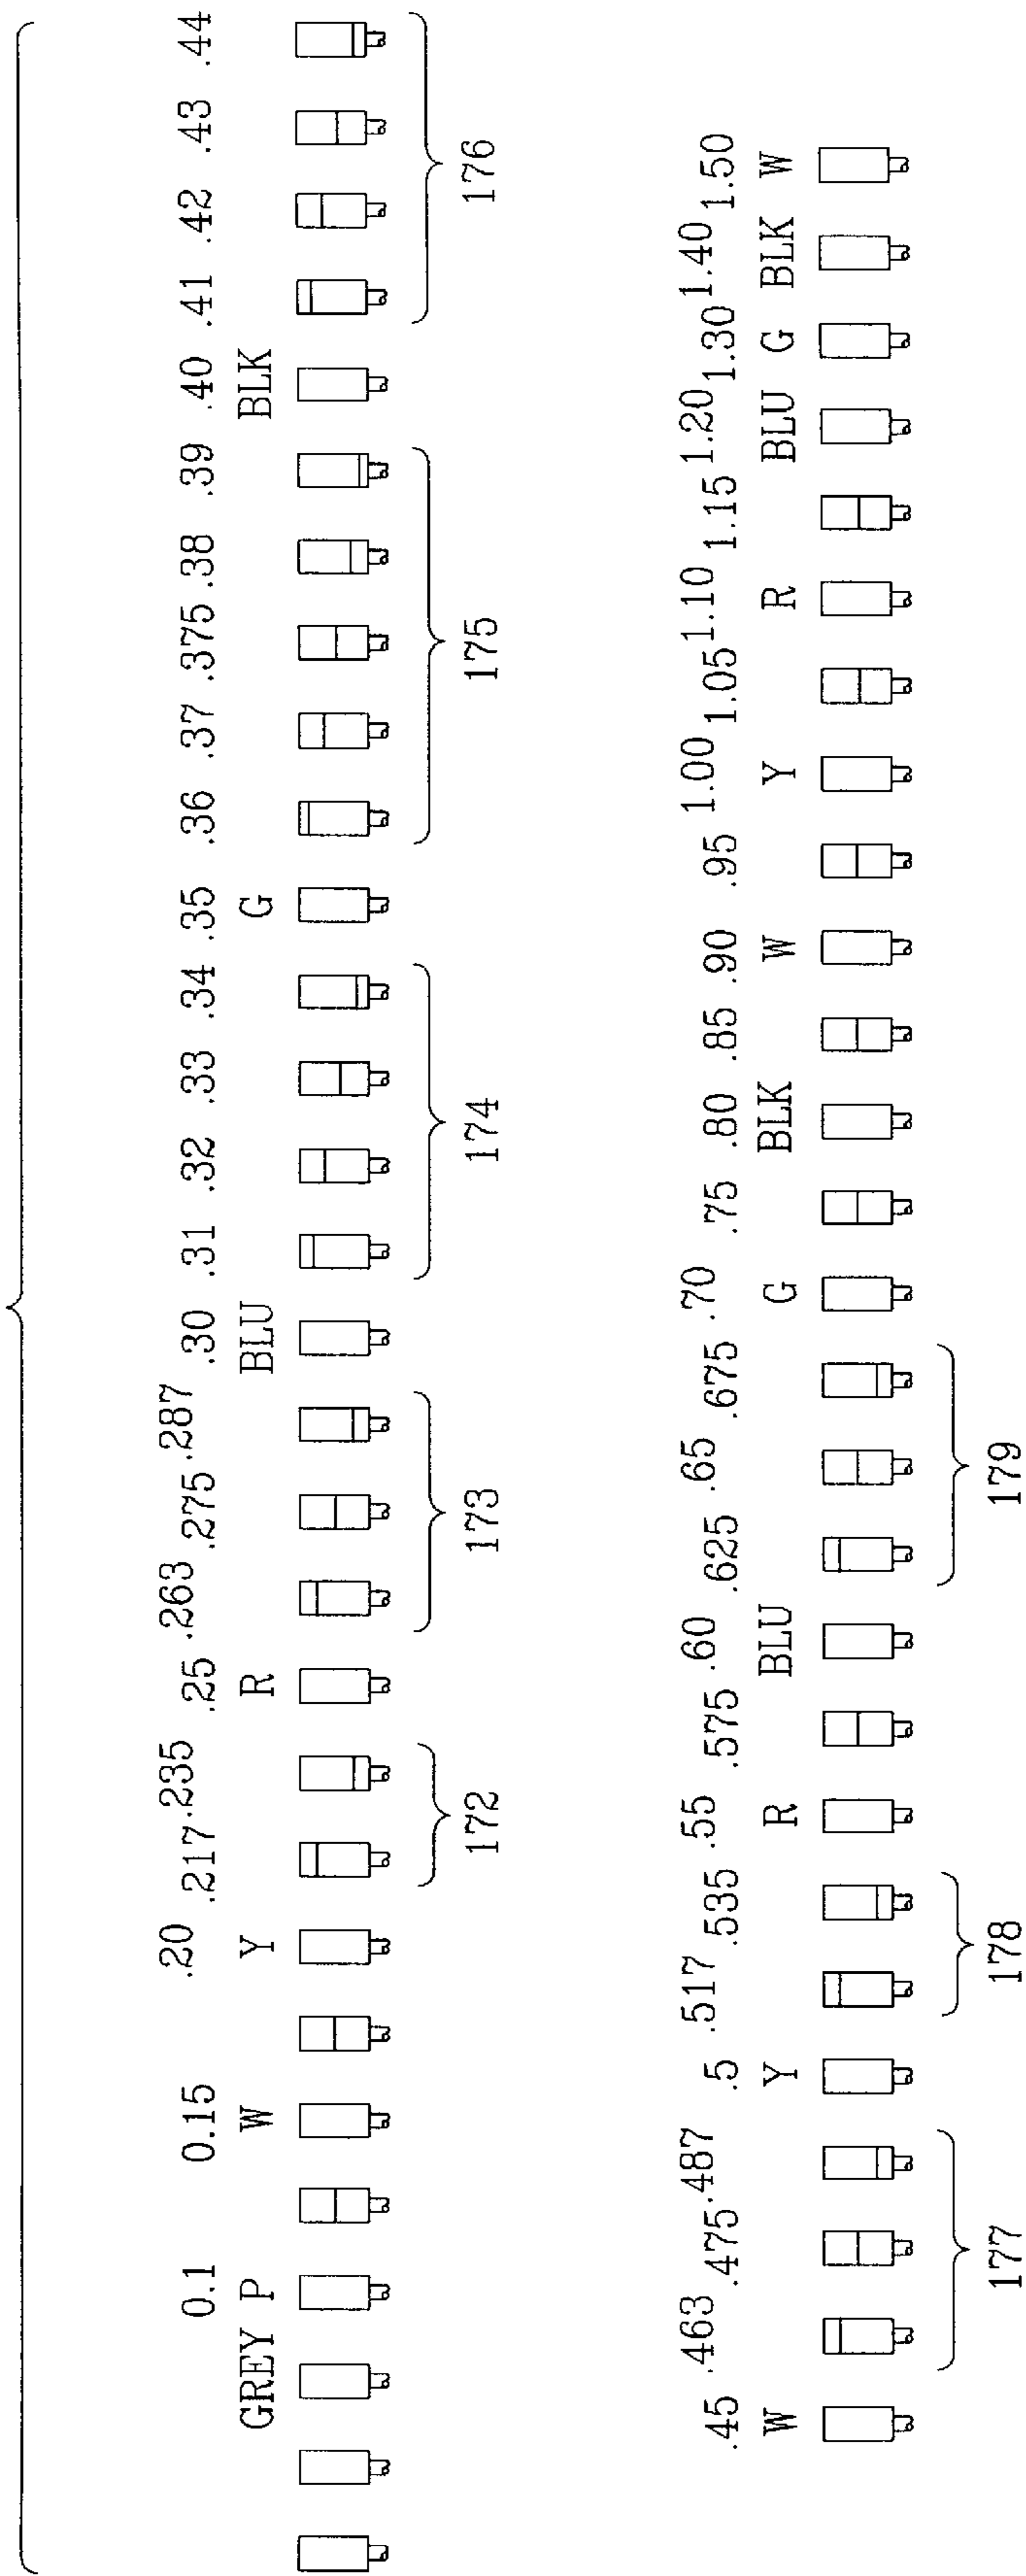 0.1 0.15 .20 .217 .235 .25 .263 .275 .287 .30 .31 .32 .33 .34 .35 .36 .37 .375 .38 .39 .40 .41 .42 .43 .44
GREY P W Y R BLU G BLK
172 173 174 175 176
.45 .463 .475 .487 .5 .517 .535 .55 .575 .60 .625 .65 .675 .70 .75 .80 .85 .90 .95 1.00 1.05 1.10 1.15 1.20 1.30 1.40 1.50
W Y R BLU G BLK W Y R BLU G BLK W
177 178 179